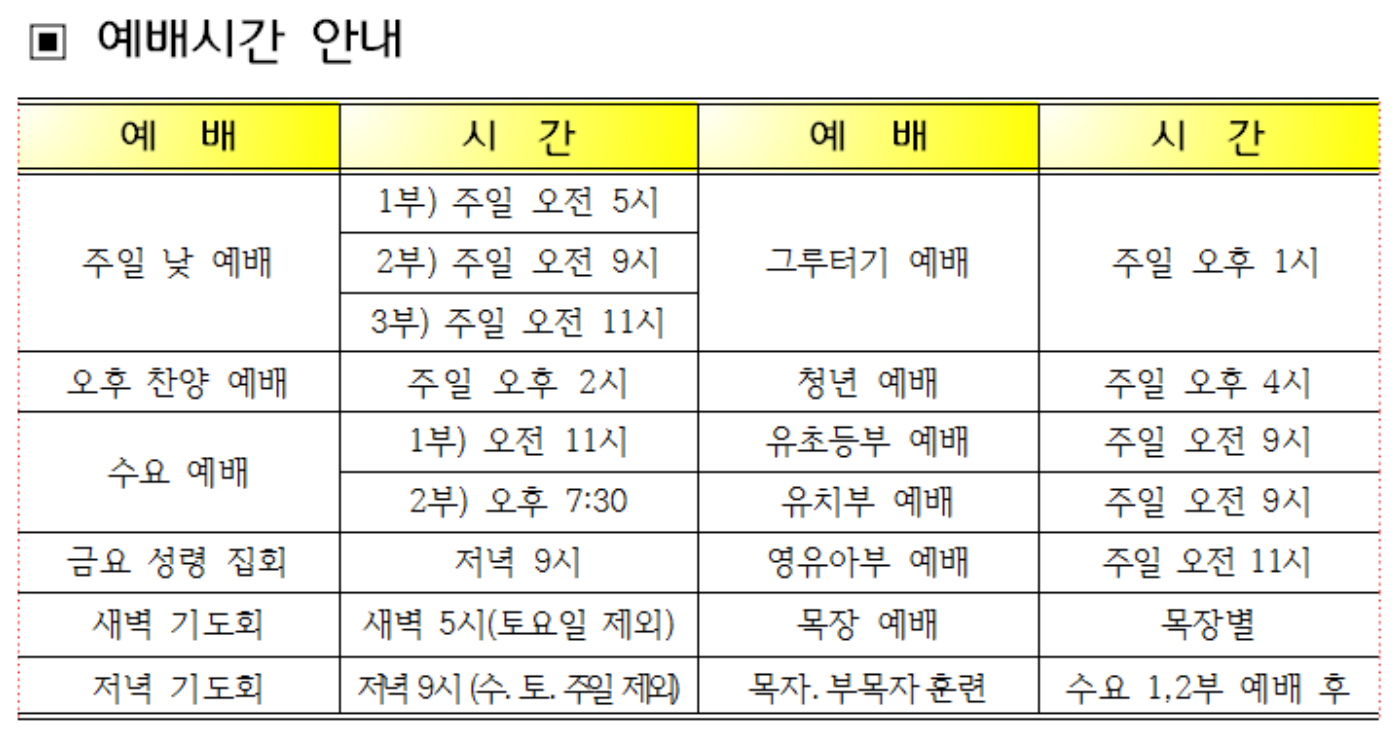 ▣ 예배시간 안내
예 배 시 간 예 배 시 간
주일 낮 예배 1부) 주일 오전 5시 그루터기 예배 주일 오후 1시
2부) 주일 오전 9시
3부) 주일 오전 11시
오후 찬양 예배 주일 오후 2시 청년 예배 주일 오후 4시
수요 예배 1부) 오전 11시 유초등부 예배 주일 오전 9시
2부) 오후 7:30 유치부 예배 주일 오전 9시
금요 성령 집회 저녁 9시 영유아부 예배 주일 오전 11시
새벽 기도회 새벽 5시(토요일 제외) 목장 예배 목장별
저녁 기도회 저녁 9시 (수. 토. 주일 제외) 목자. 부목자 훈련 수요 1,2부 예배 후